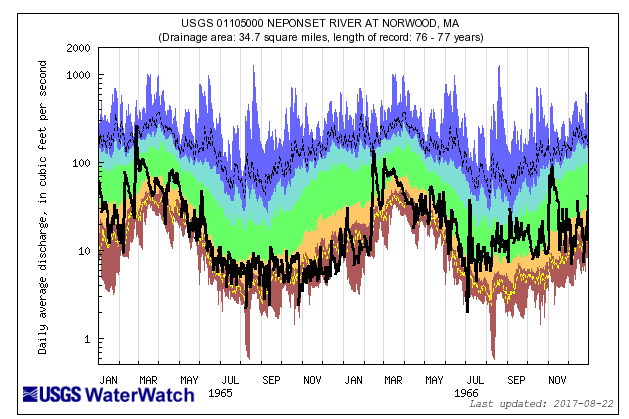 USGS 01105000 NEPONSET RIVER AT NORWOOD, MA
(Drainage area: 34.7 square miles, length of record: 76 - 77 years)
Daily average discharge, in cubic feet per second
2000
1000
100
10
1
JAN MAR MAY JUL SEP NOV JAN MAR MAY JUL SEP NOV
1965 1966
USGS WaterWatch
Last updated: 2017-08-22